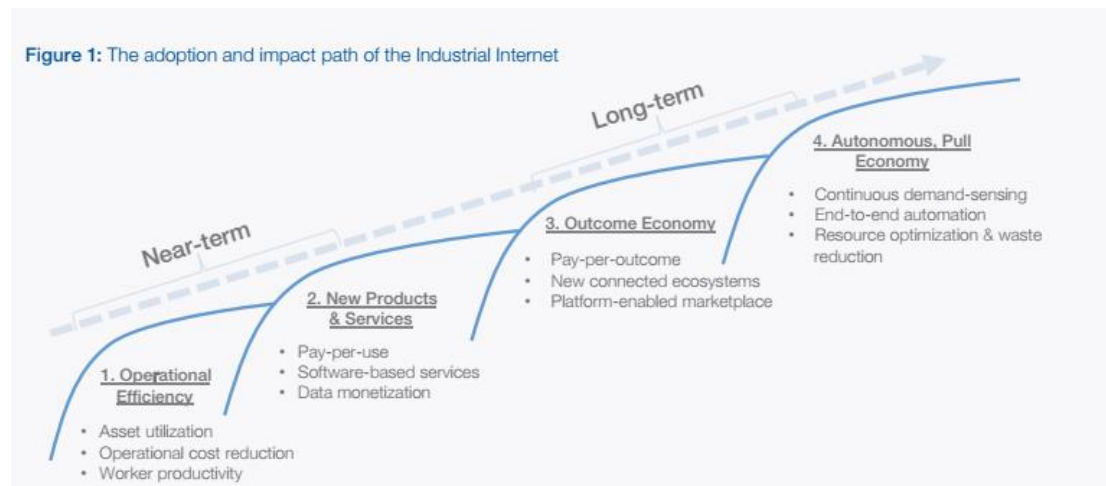 Figure 1: The adoption and impact path of the Industrial Internet
Near-term
Long-term
1. Operational
Efficiency
• Asset utilization
• Operational cost reduction
• Worker productivity
2. New Products
& Services
• Pay-per-use
• Software-based services
• Data monetization
3. Outcome Economy
• Pay-per-outcome
• New connected ecosystems
• Platform-enabled marketplace
4. Autonomous, Pull
Economy
• Continuous demand-sensing
• End-to-end automation
• Resource optimization & waste
reduction